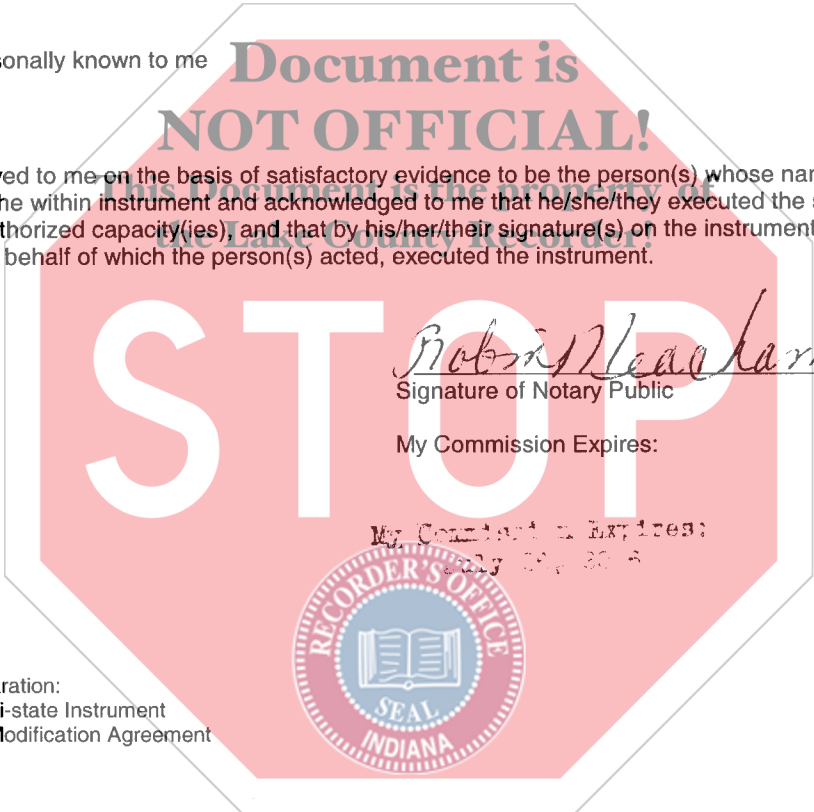 sonally known to me
Document is
NOT OFFICIAL!
ed to me on the basis of satisfactory evidence to be the person(s) whose nam
This Document is the property of
he within instrument and acknowledged to me that he/she/they executed the s
thorized capacity(ies), and that by his/her/their signature(s) on the instrument
the Lake County Recorder!
behalf of which the person(s) acted, executed the instrument.
STOP
Signature of Notary Public
My Commission Expires:
My Expires:
July
RECORDER'S OFFICE
SEAL
INDIANA
ration:
i-state Instrument
Modification Agreement